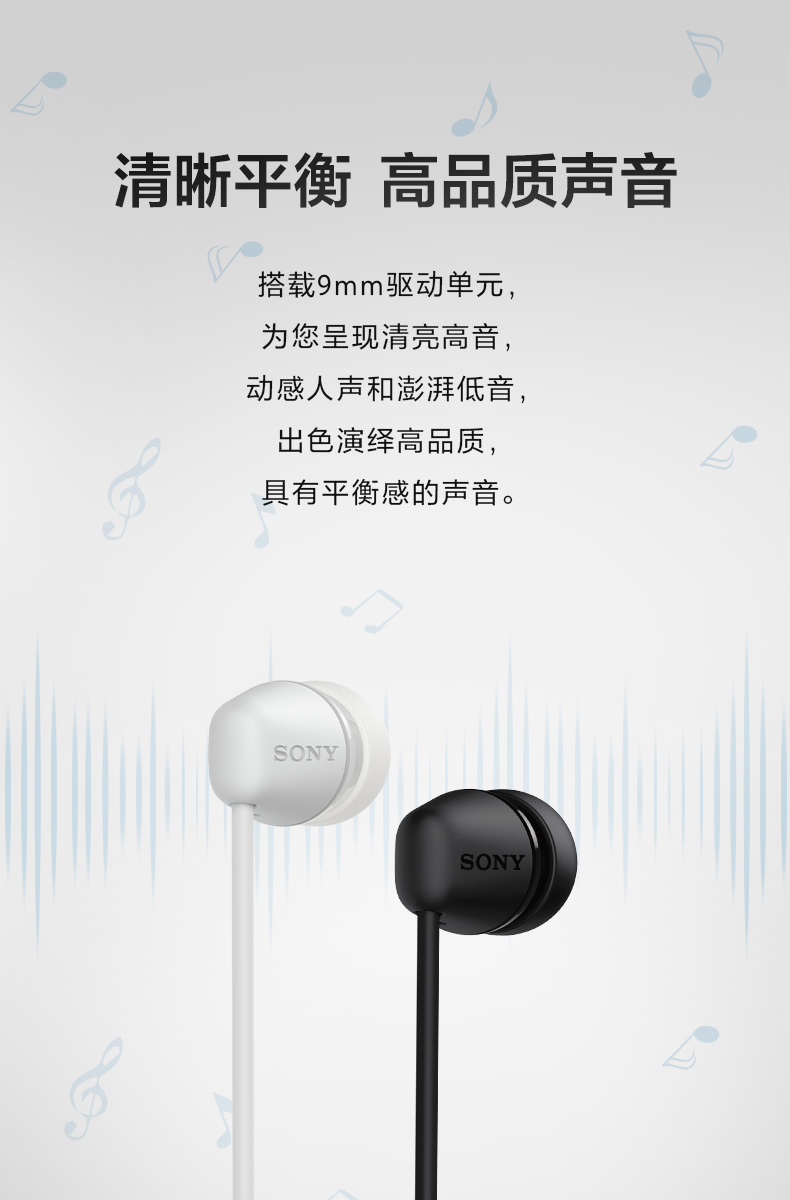 清晰平衡 高品质声音
搭载9mm驱动单元，
为您呈现清亮高音，
动感人声和澎湃低音，
出色演绎高品质，
具有平衡感的声音。
SONY
SONY